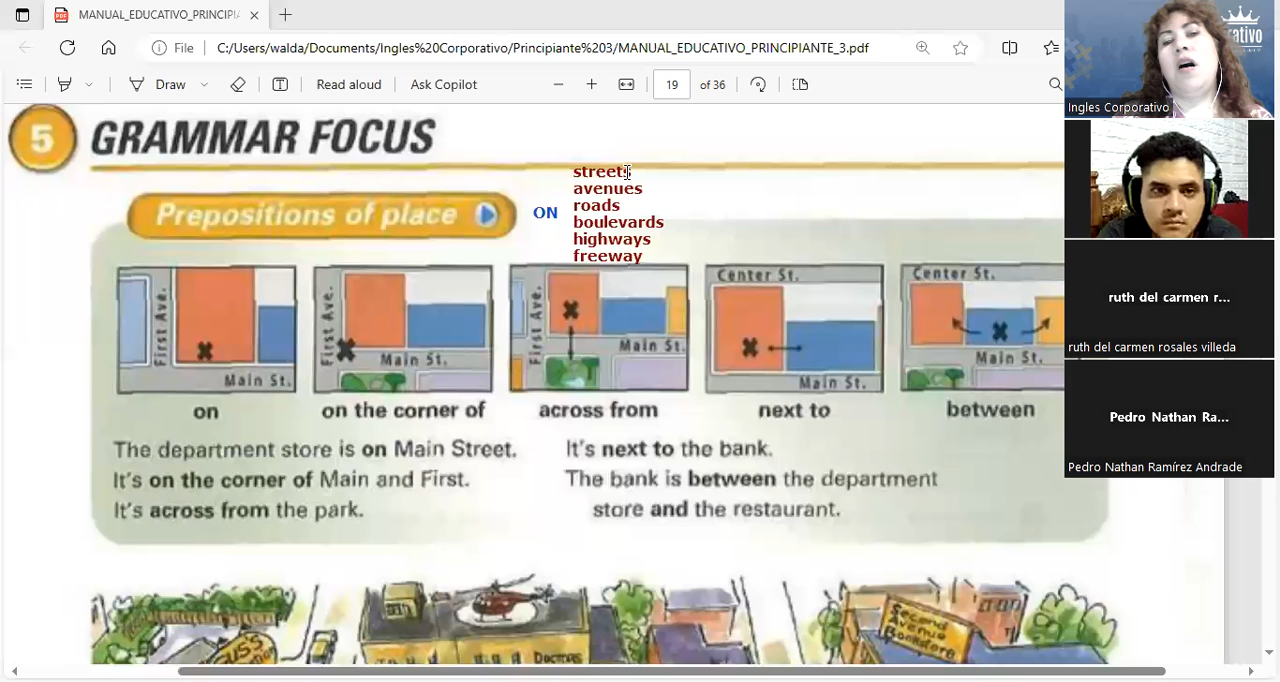 MANUAL_EDUCATIVO_PRINCIPIA
File C:/Users/walda/Documents/Ingles%20Corporativo/Principante%203/MANUAL_EDUCATIVO_PRINCIPIANTE_3.pdf
Draw Read aloud Ask Copilot 19 of 36
5 GRAMMAR FOCUS
Prepositions of place
ON
streets
avenues
roads
boulevards
highways
freeway
First Ave.
Main St.
First Ave.
Main St.
First Ave.
Main St.
Center St.
Main St.
Center St.
Main St.
on
on the corner of
across from
next to
between
The department store is on Main Street.
It's on the corner of Main and First.
It's across from the park.
It's next to the bank.
The bank is between the department
store and the restaurant.
Doctors
Second
Avenue
Bookstore
Ingles Corporativo
ruth del carmen r...
ruth del carmen rosales villeda
Pedro Nathan Ra...
Pedro Nathan Ramírez Andrade